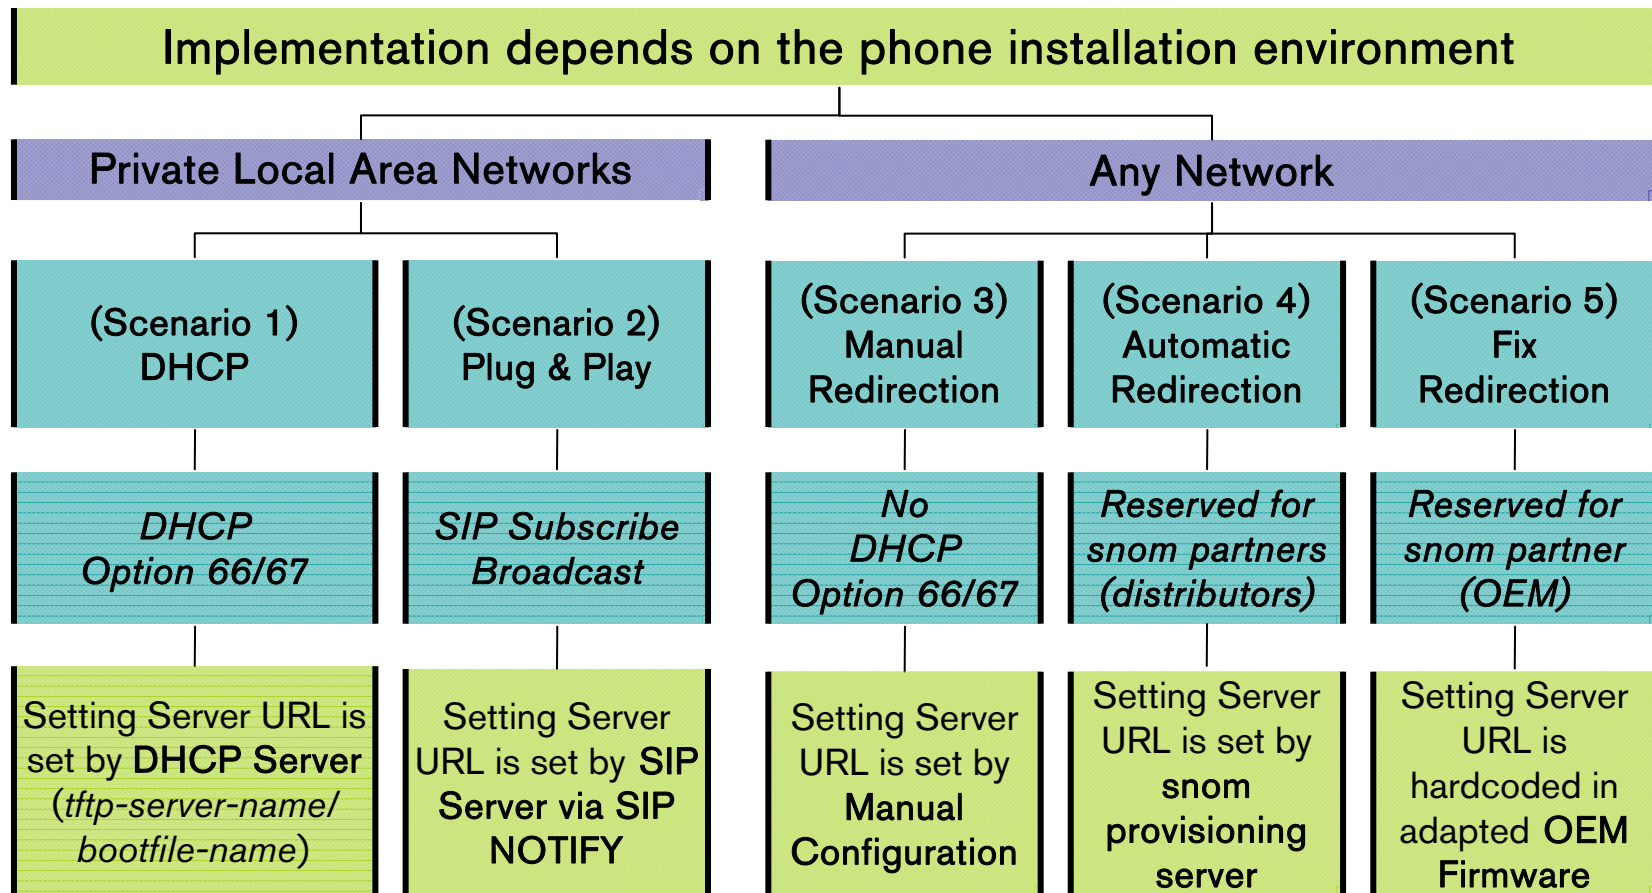 Implementation depends on the phone installation environment
Private Local Area Networks
Any Network
(Scenario 1)
DHCP
(Scenario 2)
Plug & Play
(Scenario 3)
Manual
Redirection
(Scenario 4)
Automatic
Redirection
(Scenario 5)
Fix
Redirection
DHCP
Option 66/67
SIP Subscribe
Broadcast
No
DHCP
Option 66/67
Reserved for
snom partners
(distributors)
Reserved for
snom partner
(OEM)
Setting Server URL is
set by DHCP Server
(tftp-server-name/
bootfile-name)
Setting Server
URL is set by SIP
Server via SIP
NOTIFY
Setting Server
URL is set by
Manual
Configuration
Setting Server
URL is set by
snom
provisioning
server
Setting Server
URL is
hardcoded in
adapted OEM
Firmware